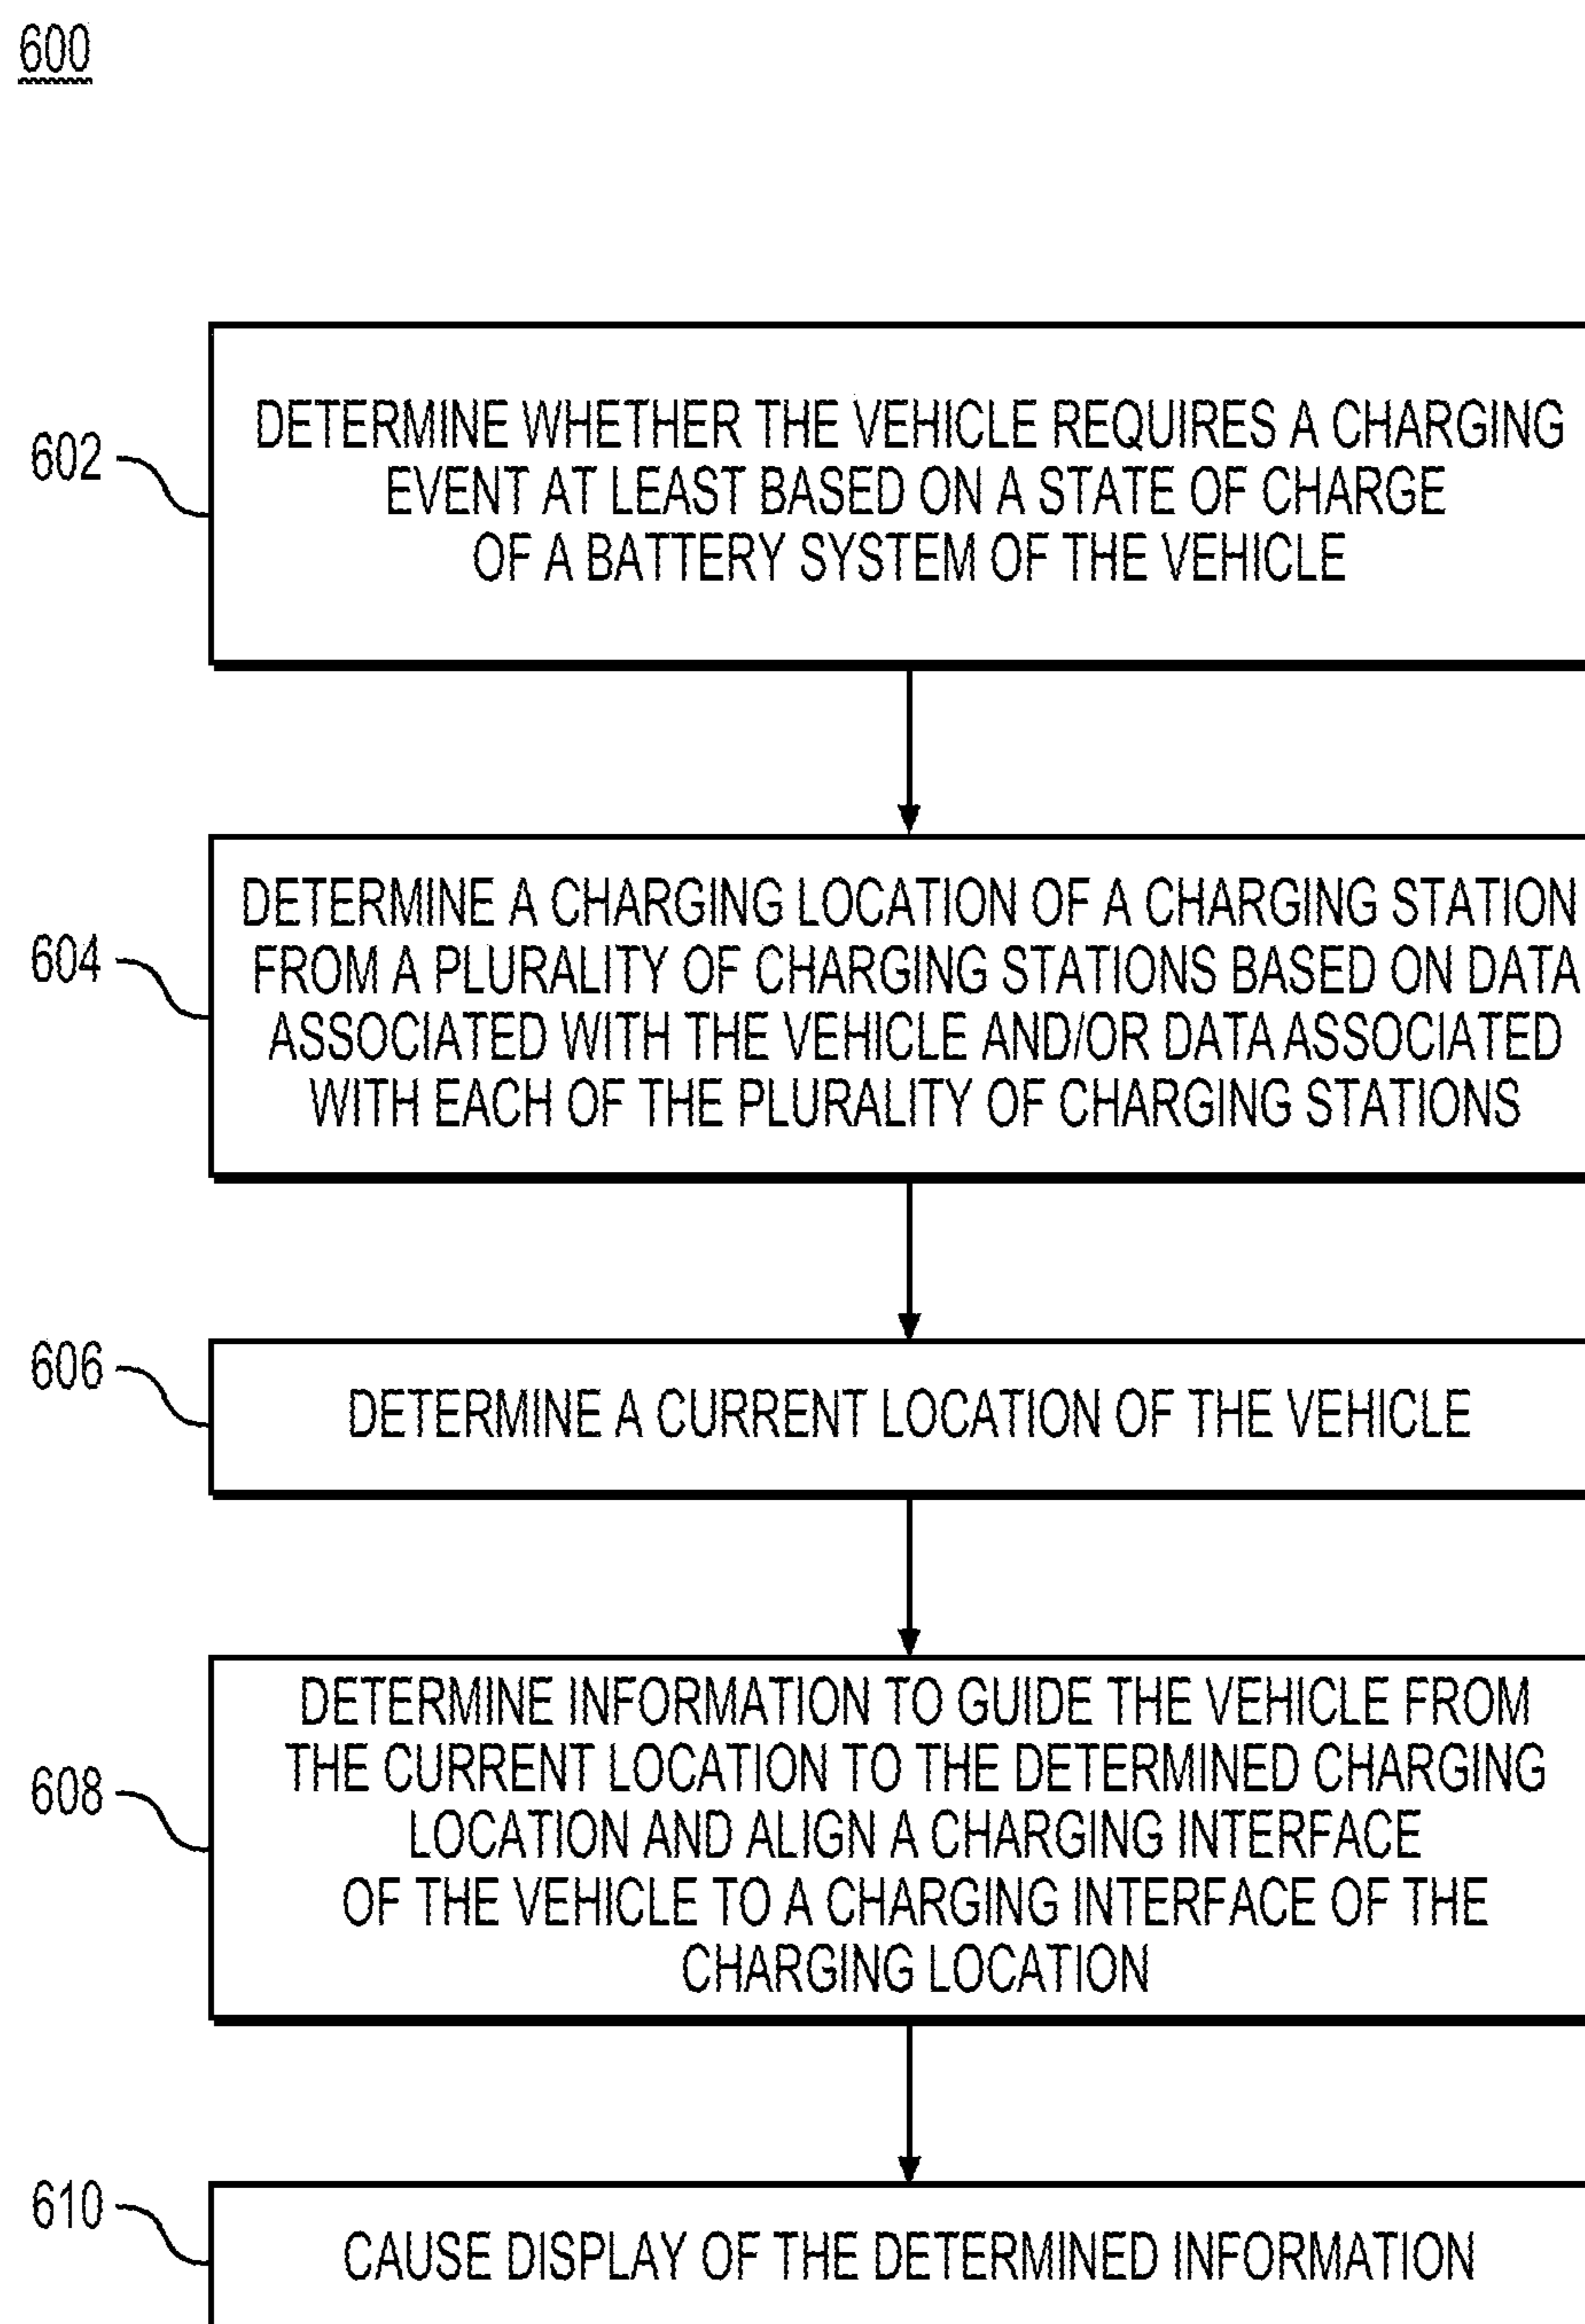 600
602
DETERMINE WHETHER THE VEHICLE REQUIRES A CHARGING
EVENT AT LEAST BASED ON A STATE OF CHARGE
OF A BATTERY SYSTEM OF THE VEHICLE
604
DETERMINE A CHARGING LOCATION OF A CHARGING STATION
FROM A PLURALITY OF CHARGING STATIONS BASED ON DATA
ASSOCIATED WITH THE VEHICLE AND/OR DATA ASSOCIATED
WITH EACH OF THE PLURALITY OF CHARGING STATIONS
606
DETERMINE A CURRENT LOCATION OF THE VEHICLE
608
DETERMINE INFORMATION TO GUIDE THE VEHICLE FROM
THE CURRENT LOCATION TO THE DETERMINED CHARGING
LOCATION AND ALIGN A CHARGING INTERFACE
OF THE VEHICLE TO A CHARGING INTERFACE OF THE
CHARGING LOCATION
610
CAUSE DISPLAY OF THE DETERMINED INFORMATION